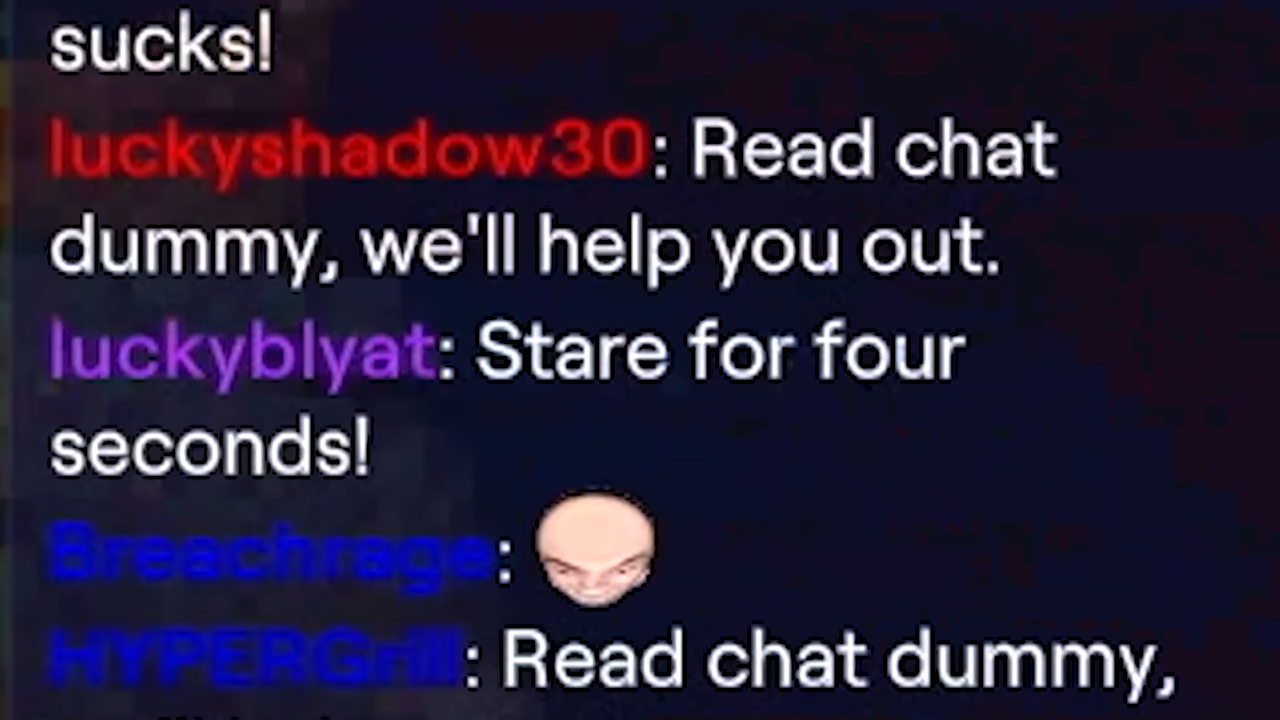 sucks!
luckyshadow30: Read chat
dummy, we'll help you out.
luckyblyat: Stare for four
seconds!
Breachrage:
HYPERGrill: Read chat dummy,